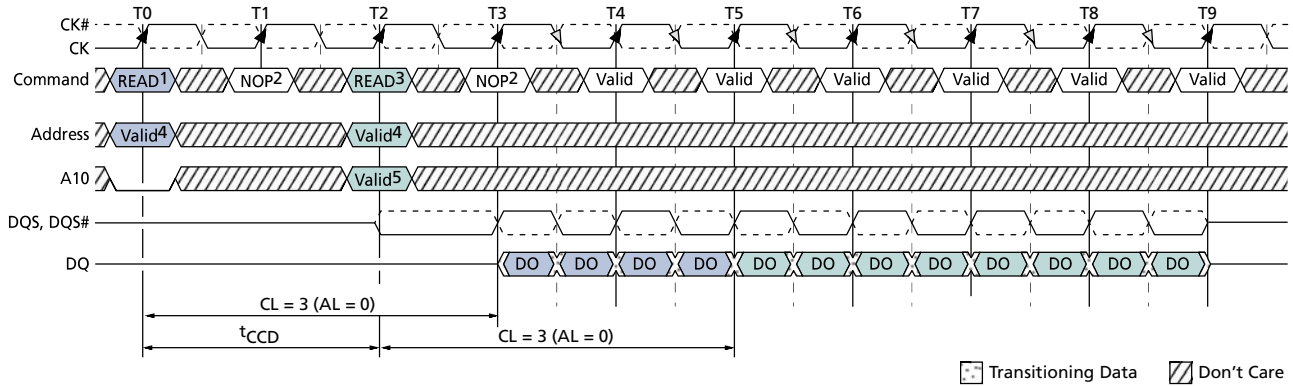 T0 T1 T2 T3 T4 T5 T6 T7 T8 T9
CK#
CK
Command READ1 NOP2 READ3 NOP2 Valid Valid Valid Valid Valid Valid
Address Valid4 Valid4
A10 Valid5
DQS, DQS#
DQ DO DO DO DO DO DO DO DO DO DO DO DO
CL = 3 (AL = 0)
tCCD CL = 3 (AL = 0)
Transitioning Data Don't Care